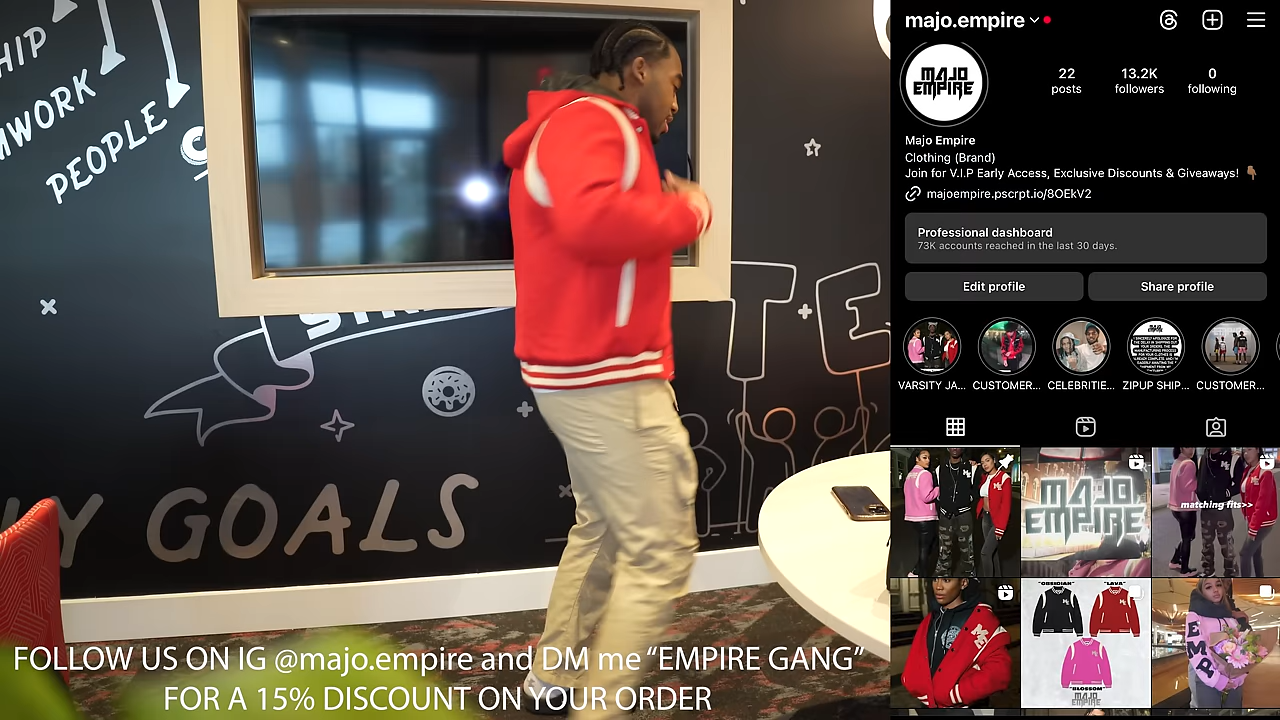 PEOPLE
GOALS
FOLLOW US ON IG @majo.empire and DM me “EMPIRE GANG”
FOR A 15% DISCOUNT ON YOUR ORDER
majo.empire
MAJO
EMPIRE
22
posts
13.2K
followers
0
following
Majo Empire
Clothing (Brand)
Join for V.I.P Early Access, Exclusive Discounts & Giveaways! 👇🏾
majoempire.pscrpt.io/8OEkV2
Professional dashboard
73K accounts reached in the last 30 days.
Edit profile
Share profile
VARSITY JA...
CUSTOMER...
CELEBRITIE...
ZIPUP SHIP...
CUSTOMER...
MAJO
EMPIRE
matching fits>>
"OBSIDIAN"
"LAVA"
"BLOSSOM"
MAJO
EMPIRE